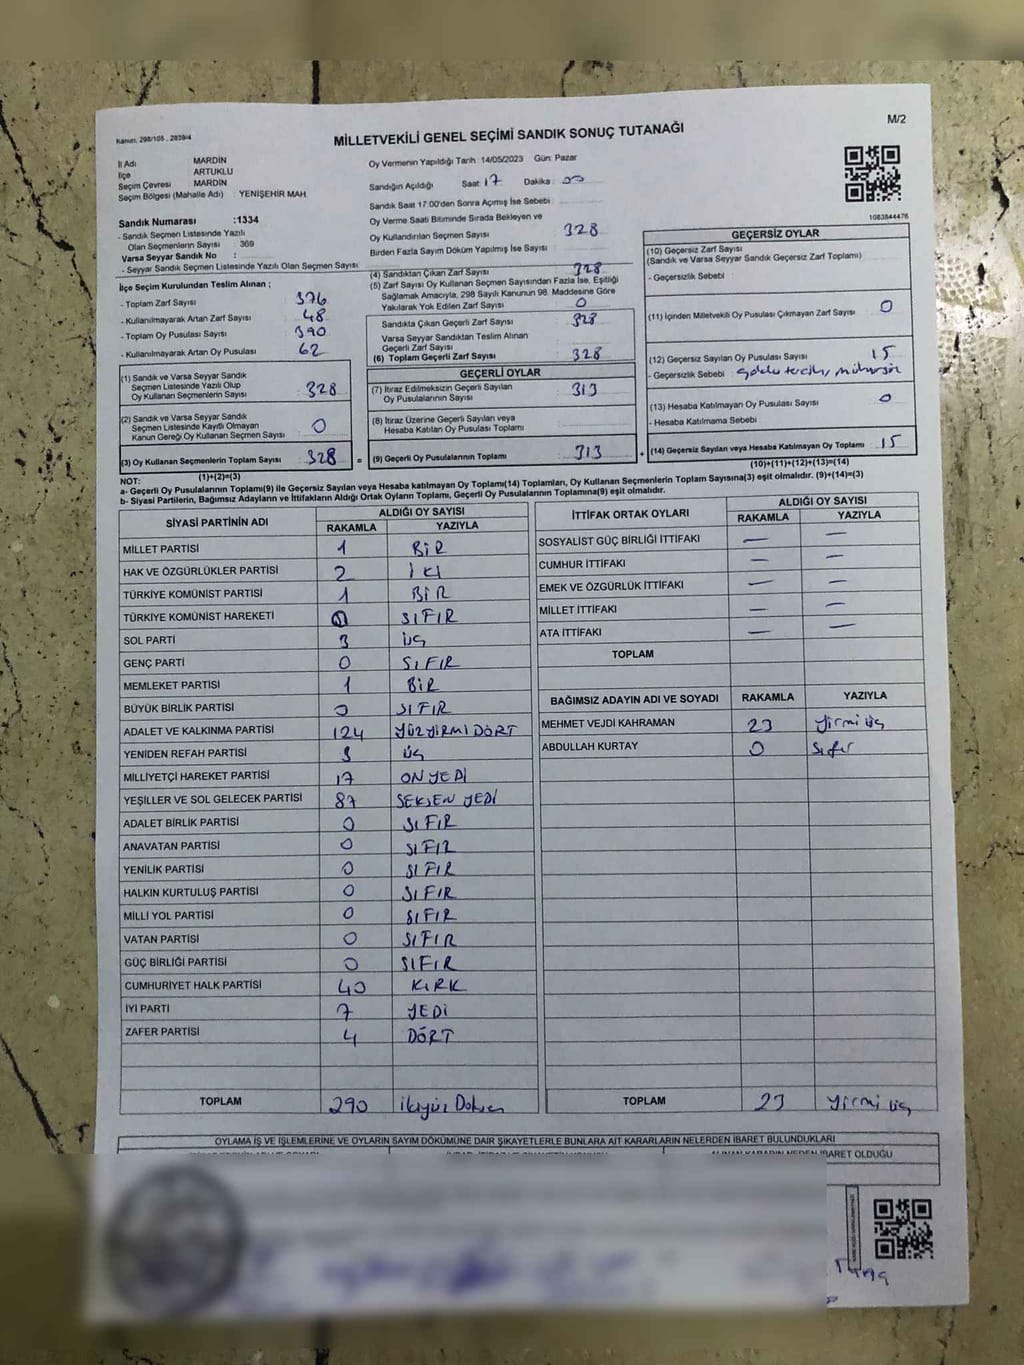 M/2
Kanun: 298/105 , 2839/4
MİLLETVEKİLİ GENEL SEÇİMİ SANDIK SONUÇ TUTANAĞI
İl Adı MARDİN
İlçe ARTUKLU
Seçim Çevresi MARDİN
Seçim Bölgesi (Mahalle Adı) : YENİŞEHİR MAH
Sandık Numarası :1334
- Sandık Seçmen Listesinde Yazılı
Olan Seçmenlerin Sayısı : 369
Varsa Seyyar Sandık No :
- Seyyar Sandık Seçmen Listesinde Yazılı Olan Seçmen Sayısı
İlçe Seçim Kurulundan Teslim Alınan ;
- Toplam Zarf Sayısı 376
- Kullanılmayarak Artan Zarf Sayısı 48
- Toplam Oy Pusulası Sayısı 390
- Kullanılmayarak Artan Oy Pusulası 62
(1) Sandık ve Varsa Seyyar Sandık
Seçmen Listesinde Yazılı Olup
Oy Kullanan Seçmenlerin Sayısı 328
(2) Sandık ve Varsa Seyyar Sandık
Seçmen Listesinde Kayıtlı Olmayan
Kanun Gereği Oy Kullanan Seçmen Sayısı 0
(3) Oy Kullanan Seçmenlerin Toplam Sayısı 328 =
(1)+(2)=(3)
Oy Vermenin Yapıldığı Tarih :14/05/2023 Gün: Pazar
Sandığın Açıldığı Saat : 17 Dakika : 00
Sandık Saat 17:00'den Sonra Açımış İse Sebebi
Oy Verme Saati Bitiminde Sırada Bekleyen ve
Oy Kullandırılan Seçmen Sayısı 328
Birden Fazla Sayım Döküm Yapılmış İse Sayısı
(4) Sandıktan Çıkan Zarf Sayısı 328
(5) Zarf Sayısı Oy Kullanan Seçmen Sayısından Fazla İse, Eşitliği
Sağlamak Amacıyla, 298 Sayılı Kanunun 98. Maddesine Göre
Yakılarak Yok Edilen Zarf Sayısı 0
Sandıkta Çıkan Geçerli Zarf Sayısı 328
Varsa Seyyar Sandıktan Teslim Alınan
Geçerli Zarf Sayısı
(6) Toplam Geçerli Zarf Sayısı 328
GEÇERLİ OYLAR
(7) İtiraz Edilmeksizin Geçerli Sayılan
Oy Pusulalarının Sayısı 313
(8) İtiraz Üzerine Geçerli Sayılan veya
Hesaba Katılan Oy Pusulası Toplamı
(9) Geçerli Oy Pusulalarının Toplamı 313 +
1083844476
GEÇERSİZ OYLAR
(10) Geçersiz Zarf Sayısı
(Sandık ve Varsa Seyyar Sandık Geçersiz Zarf Toplamı)
- Geçersizlik Sebebi :
(11) İçinden Milletvekili Oy Pusulası Çıkmayan Zarf Sayısı 0
(12) Geçersiz Sayılan Oy Pusulası Sayısı 15
- Geçersizlik Sebebi
(13) Hesaba Katılmayan Oy Pusulası Sayısı 0
- Hesaba Katılmama Sebebi
(14) Geçersiz Sayılan veya Hesaba Katılmayan Oy Toplamı 15
(10)+(11)+(12)+(13)=(14)
NOT:
a- Geçerli Oy Pusulalarının Toplamı(9) ile Geçersiz Sayılan veya Hesaba katılmayan Oy Toplamı(14) Toplamları, Oy Kullanan Seçmenlerin Toplam Sayısına(3) eşit olmalıdır. (9)+(14)=(3)
b- Siyasi Partilerin, Bağımsız Adayların ve İttifakların Aldığı Ortak Oyların Toplamı, Geçerli Oy Pusulalarının Toplamına(9) eşit olmalıdır.
SİYASİ PARTİNİN ADI ALDIĞI OY SAYISI
RAKAMLA YAZIYLA
MİLLET PARTİSİ 1 BİR
HAK VE ÖZGÜRLÜKLER PARTİSİ 2 İKİ
TÜRKİYE KOMÜNİST PARTİSİ 1 BİR
TÜRKİYE KOMÜNİST HAREKETİ 0 SIFIR
SOL PARTİ 3 ÜÇ
GENÇ PARTİ 0 SIFIR
MEMLEKET PARTİSİ 1 BİR
BÜYÜK BİRLİK PARTİSİ 0 SIFIR
ADALET VE KALKINMA PARTİSİ 124 YÜZYİRMİ DÖRT
YENİDEN REFAH PARTİSİ 3 ÜÇ
MİLLİYETÇİ HAREKET PARTİSİ 17 ON YEDİ
YEŞİLLER VE SOL GELECEK PARTİSİ 87 SEKSEN YEDİ
ADALET BİRLİK PARTİSİ 0 SIFIR
ANAVATAN PARTİSİ 0 SIFIR
YENİLİK PARTİSİ 0 SIFIR
HALKIN KURTULUŞ PARTİSİ 0 SIFIR
MİLLİ YOL PARTİSİ 0 SIFIR
VATAN PARTİSİ 0 SIFIR
GÜÇ BİRLİĞİ PARTİSİ 0 SIFIR
CUMHURİYET HALK PARTİSİ 40 KIRK
İYİ PARTİ 7 YEDİ
ZAFER PARTİSİ 4 DÖRT
TOPLAM 290 ikiyüz Doksan
İTTİFAK ORTAK OYLARI ALDIĞI OY SAYISI
RAKAMLA YAZIYLA
SOSYALİST GÜÇ BİRLİĞİ İTTİFAKI — —
CUMHUR İTTİFAKI — —
EMEK VE ÖZGÜRLÜK İTTİFAKI — —
MİLLET İTTİFAKI — —
ATA İTTİFAKI — —
TOPLAM
BAĞIMSIZ ADAYIN ADI VE SOYADI RAKAMLA YAZIYLA
MEHMET VEJDİ KAHRAMAN 23 Yirmi üç
ABDULLAH KURTAY 0 Sıfır
TOPLAM 23 Yirmi üç
OYLAMA İŞ VE İŞLEMLERİNE VE OYLARIN SAYIM DÖKÜMÜNE DAİR ŞİKAYETLERLE BUNLARA AİT KARARLARIN NELERDEN İBARET BULUNDUKLARI